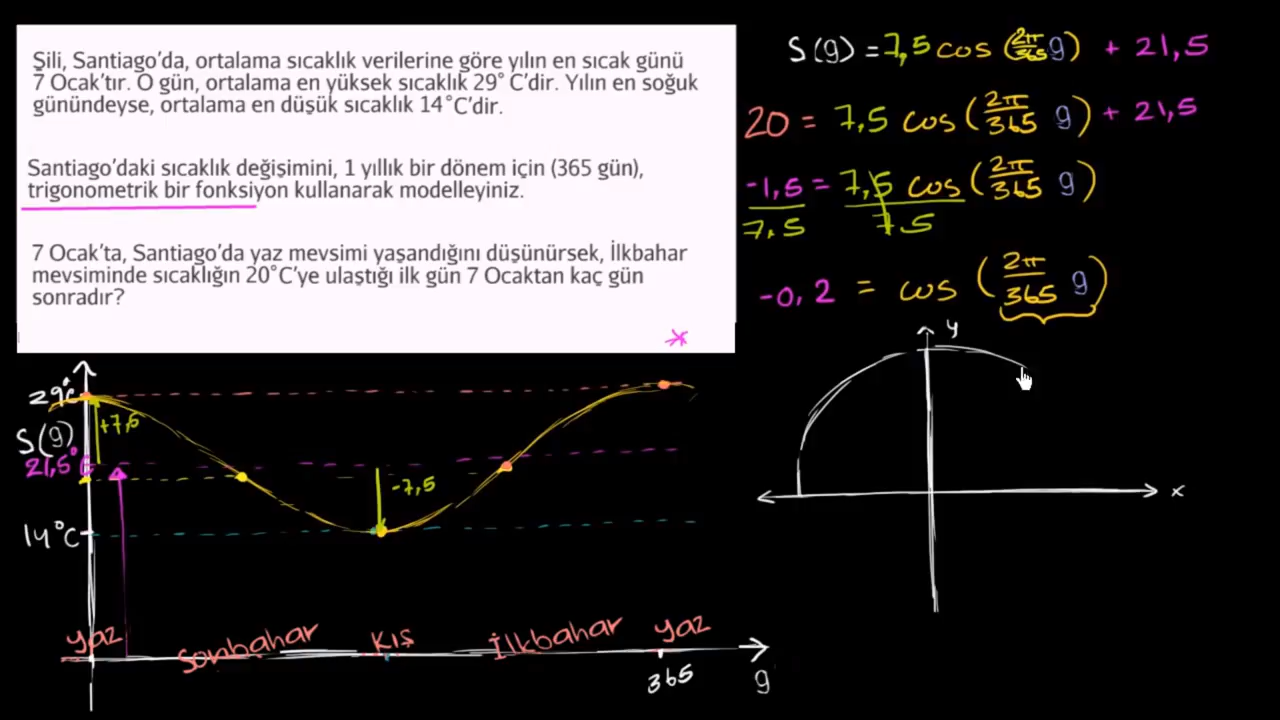 Şili, Santiago'da, ortalama sıcaklık verilerine göre yılın en sıcak günü
7 Ocak'tır. O gün, ortalama en yüksek sıcaklık 29°C'dir. Yılın en soğuk
günündeyse, ortalama en düşük sıcaklık 14°C'dir.
Santiago'daki sıcaklık değişimini, 1 yıllık bir dönem için (365 gün),
trigonometrik bir fonksiyon kullanarak modelleyiniz.
7 Ocak'ta, Santiago'da yaz mevsimi yaşandığını düşünürsek, İlkbahar
mevsiminde sıcaklığın 20°C'ye ulaştığı ilk gün 7 Ocaktan kaç gün
sonradır?
S(g) = 7,5 cos (2π/365 g) + 21,5
20 = 7,5 cos (2π/365 g) + 21,5
-1,5 = 7,5 cos (2π/365 g)
7.5 7.5
-0,2 = cos (2π/365 g)
y
x
29°C
+7,5
S(g)
21,5°C
-7,5
14°C
yaz Sonbahar Kış İlkbahar yaz
365
g